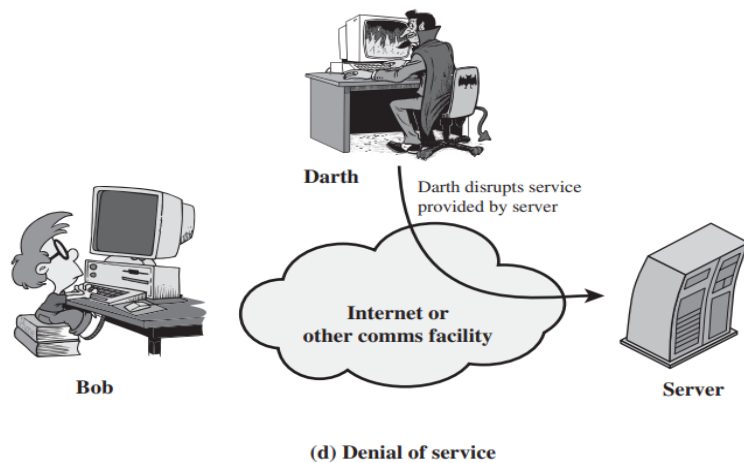 Darth
Darth disrupts service
provided by server
Internet or
other comms facility
Bob
Server
(d) Denial of service